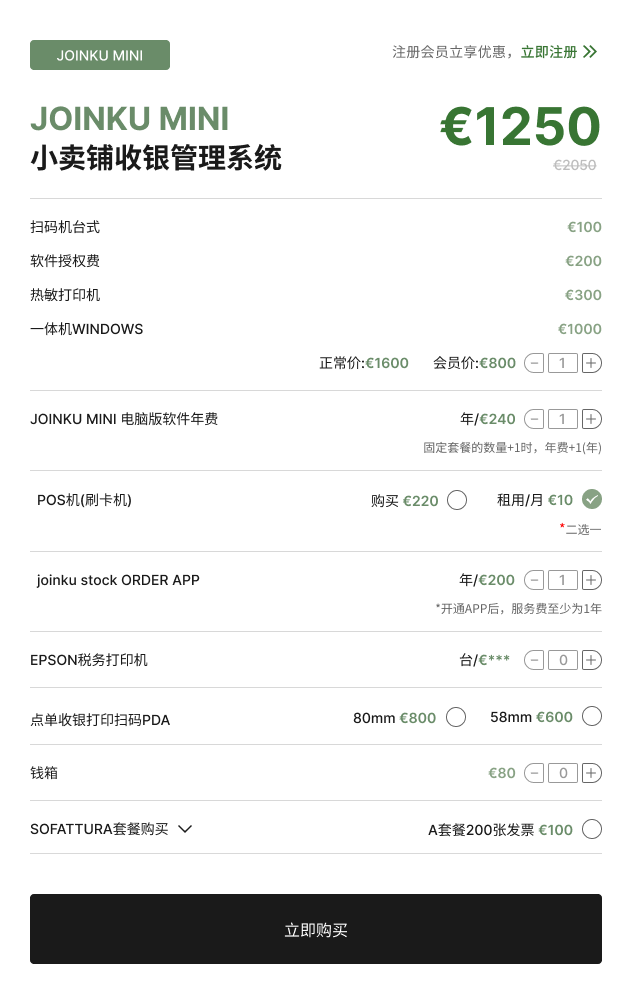 JOINKU MINI
注册会员立享优惠，立即注册
JOINKU MINI
小卖铺收银管理系统
€1250
€2050
扫码机台式 €100
软件授权费 €200
热敏打印机 €300
一体机WINDOWS €1000
正常价:€1600 会员价:€800 − 1 +
JOINKU MINI 电脑版软件年费 年/€240 − 1 +
固定套餐的数量+1时，年费+1(年)
POS机(刷卡机) 购买 €220 租用/月 €10
*二选一
joinku stock ORDER APP 年/€200 − 1 +
*开通APP后，服务费至少为1年
EPSON税务打印机 台/€*** − 0 +
点单收银打印扫码PDA 80mm €800 58mm €600
钱箱 €80 − 0 +
SOFATTURA套餐购买 A套餐200张发票 €100
立即购买